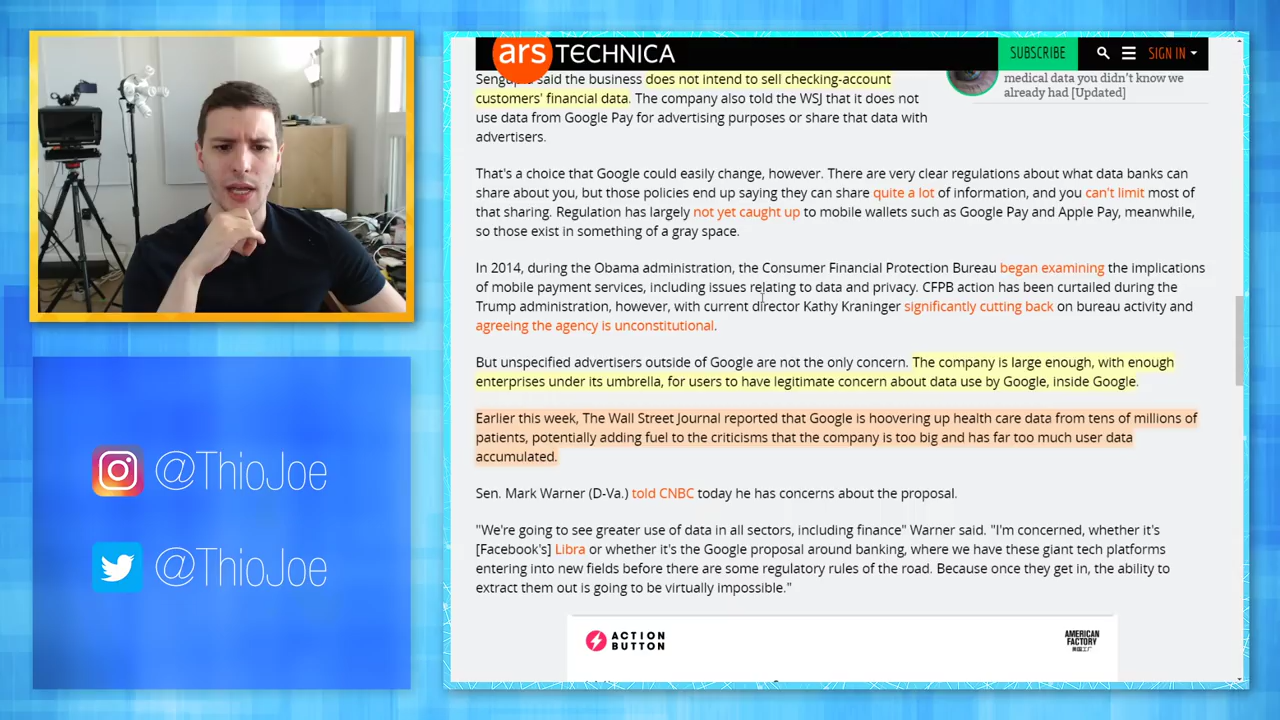 ars TECHNICA
SUBSCRIBE
SIGN IN
said the business does not intend to sell checking-account
customers' financial data. The company also told the WSJ that it does not
use data from Google Pay for advertising purposes or share that data with
advertisers.
medical data you didn't know we
already had [Updated]
That's a choice that Google could easily change, however. There are very clear regulations about what data banks can
share about you, but those policies end up saying they can share quite a lot of information, and you can't limit most of
that sharing. Regulation has largely not yet caught up to mobile wallets such as Google Pay and Apple Pay, meanwhile,
so those exist in something of a gray space.
In 2014, during the Obama administration, the Consumer Financial Protection Bureau began examining the implications
of mobile payment services, including issues relating to data and privacy. CFPB action has been curtailed during the
Trump administration, however, with current director Kathy Kraninger significantly cutting back on bureau activity and
agreeing the agency is unconstitutional.
But unspecified advertisers outside of Google are not the only concern. The company is large enough, with enough
enterprises under its umbrella, for users to have legitimate concern about data use by Google, inside Google.
Earlier this week, The Wall Street Journal reported that Google is hoovering up health care data from tens of millions of
patients, potentially adding fuel to the criticisms that the company is too big and has far too much user data
accumulated.
Sen. Mark Warner (D-Va.) told CNBC today he has concerns about the proposal.
"We're going to see greater use of data in all sectors, including finance" Warner said. "I'm concerned, whether it's
[Facebook's] Libra or whether it's the Google proposal around banking, where we have these giant tech platforms
entering into new fields before there are some regulatory rules of the road. Because once they get in, the ability to
extract them out is going to be virtually impossible."
ACTION
BUTTON
AMERICAN
FACTORY
美国工厂
@ThioJoe
@ThioJoe